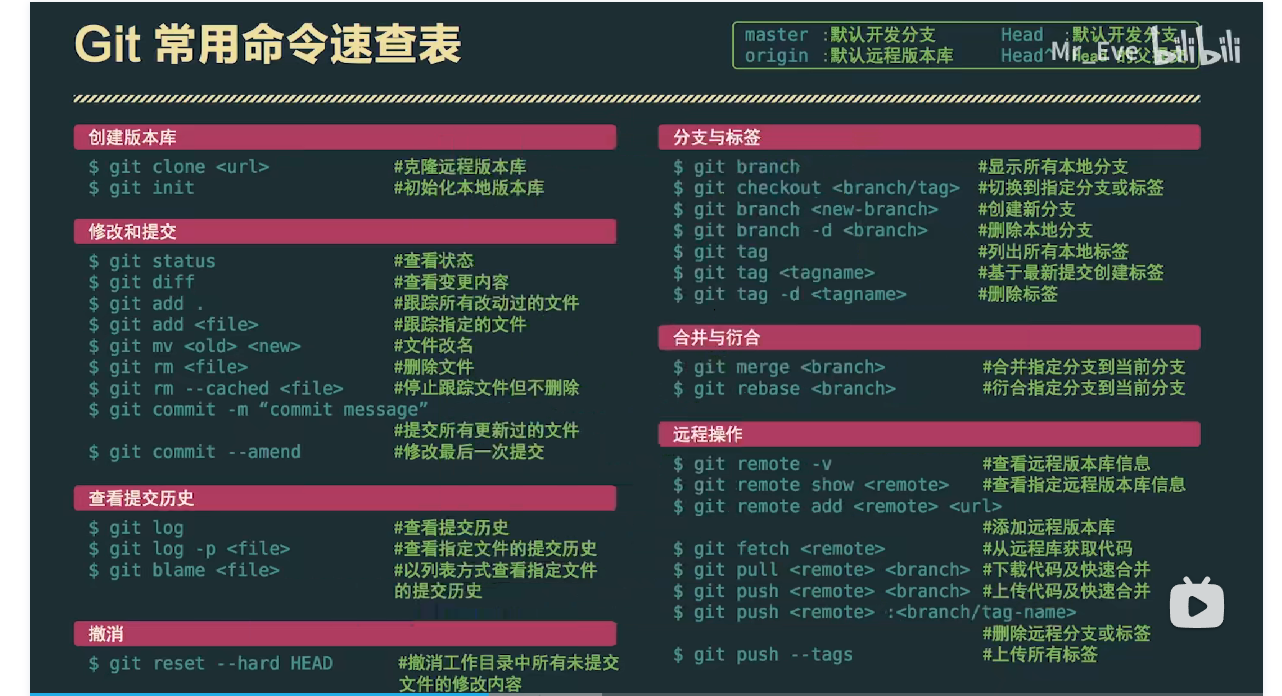 Git 常用命令速查表
master :默认开发分支 Head :默认开发分支
origin :默认远程版本库 Head^ :Head 的父提交
Mr_Eve bilibili
创建版本库
$ git clone <url> #克隆远程版本库
$ git init #初始化本地版本库
修改和提交
$ git status #查看状态
$ git diff #查看变更内容
$ git add . #跟踪所有改动过的文件
$ git add <file> #跟踪指定的文件
$ git mv <old> <new> #文件改名
$ git rm <file> #删除文件
$ git rm --cached <file> #停止跟踪文件但不删除
$ git commit -m “commit message”
#提交所有更新过的文件
$ git commit --amend #修改最后一次提交
查看提交历史
$ git log #查看提交历史
$ git log -p <file> #查看指定文件的提交历史
$ git blame <file> #以列表方式查看指定文件
的提交历史
撤消
$ git reset --hard HEAD #撤消工作目录中所有未提交
文件的修改内容
分支与标签
$ git branch #显示所有本地分支
$ git checkout <branch/tag> #切换到指定分支或标签
$ git branch <new-branch> #创建新分支
$ git branch -d <branch> #删除本地分支
$ git tag #列出所有本地标签
$ git tag <tagname> #基于最新提交创建标签
$ git tag -d <tagname> #删除标签
合并与衍合
$ git merge <branch> #合并指定分支到当前分支
$ git rebase <branch> #衍合指定分支到当前分支
远程操作
$ git remote -v #查看远程版本库信息
$ git remote show <remote> #查看指定远程版本库信息
$ git remote add <remote> <url>
#添加远程版本库
$ git fetch <remote> #从远程库获取代码
$ git pull <remote> <branch> #下载代码及快速合并
$ git push <remote> <branch> #上传代码及快速合并
$ git push <remote> :<branch/tag-name>
#删除远程分支或标签
$ git push --tags #上传所有标签